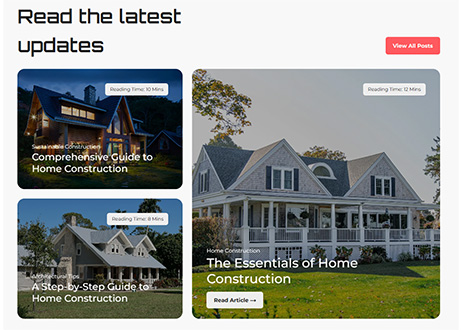 Read the latest
updates
View All Posts
Reading Time: 10 Mins
Sustainable Construction
Comprehensive Guide to
Home Construction
Reading Time: 8 Mins
Architectural Tips
A Step-by-Step Guide to
Home Construction
Reading Time: 12 Mins
Home Construction
The Essentials of Home
Construction
Read Article →